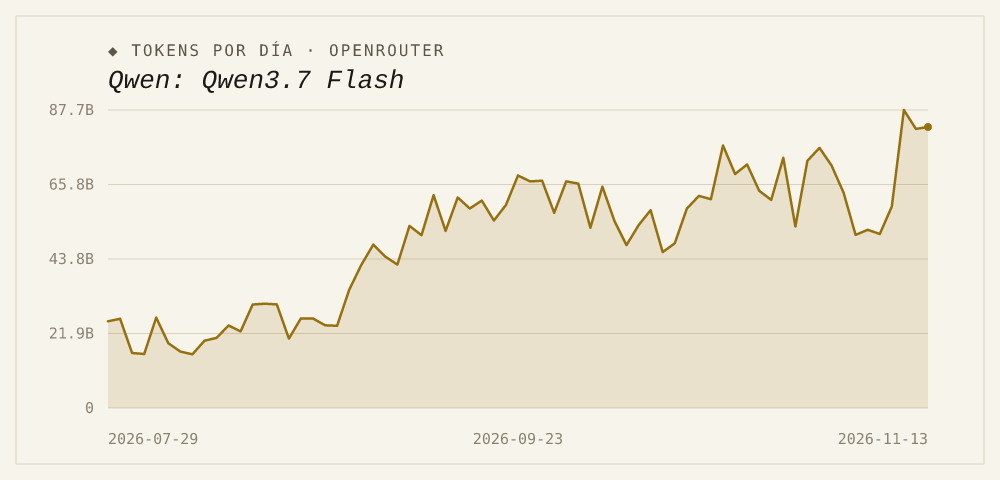 ◆ TOKENS POR DÍA · OPENROUTER
Qwen: Qwen3.7 Flash
87.7B
65.8B
43.8B
21.9B
0
2026-07-29
2026-09-23
2026-11-13